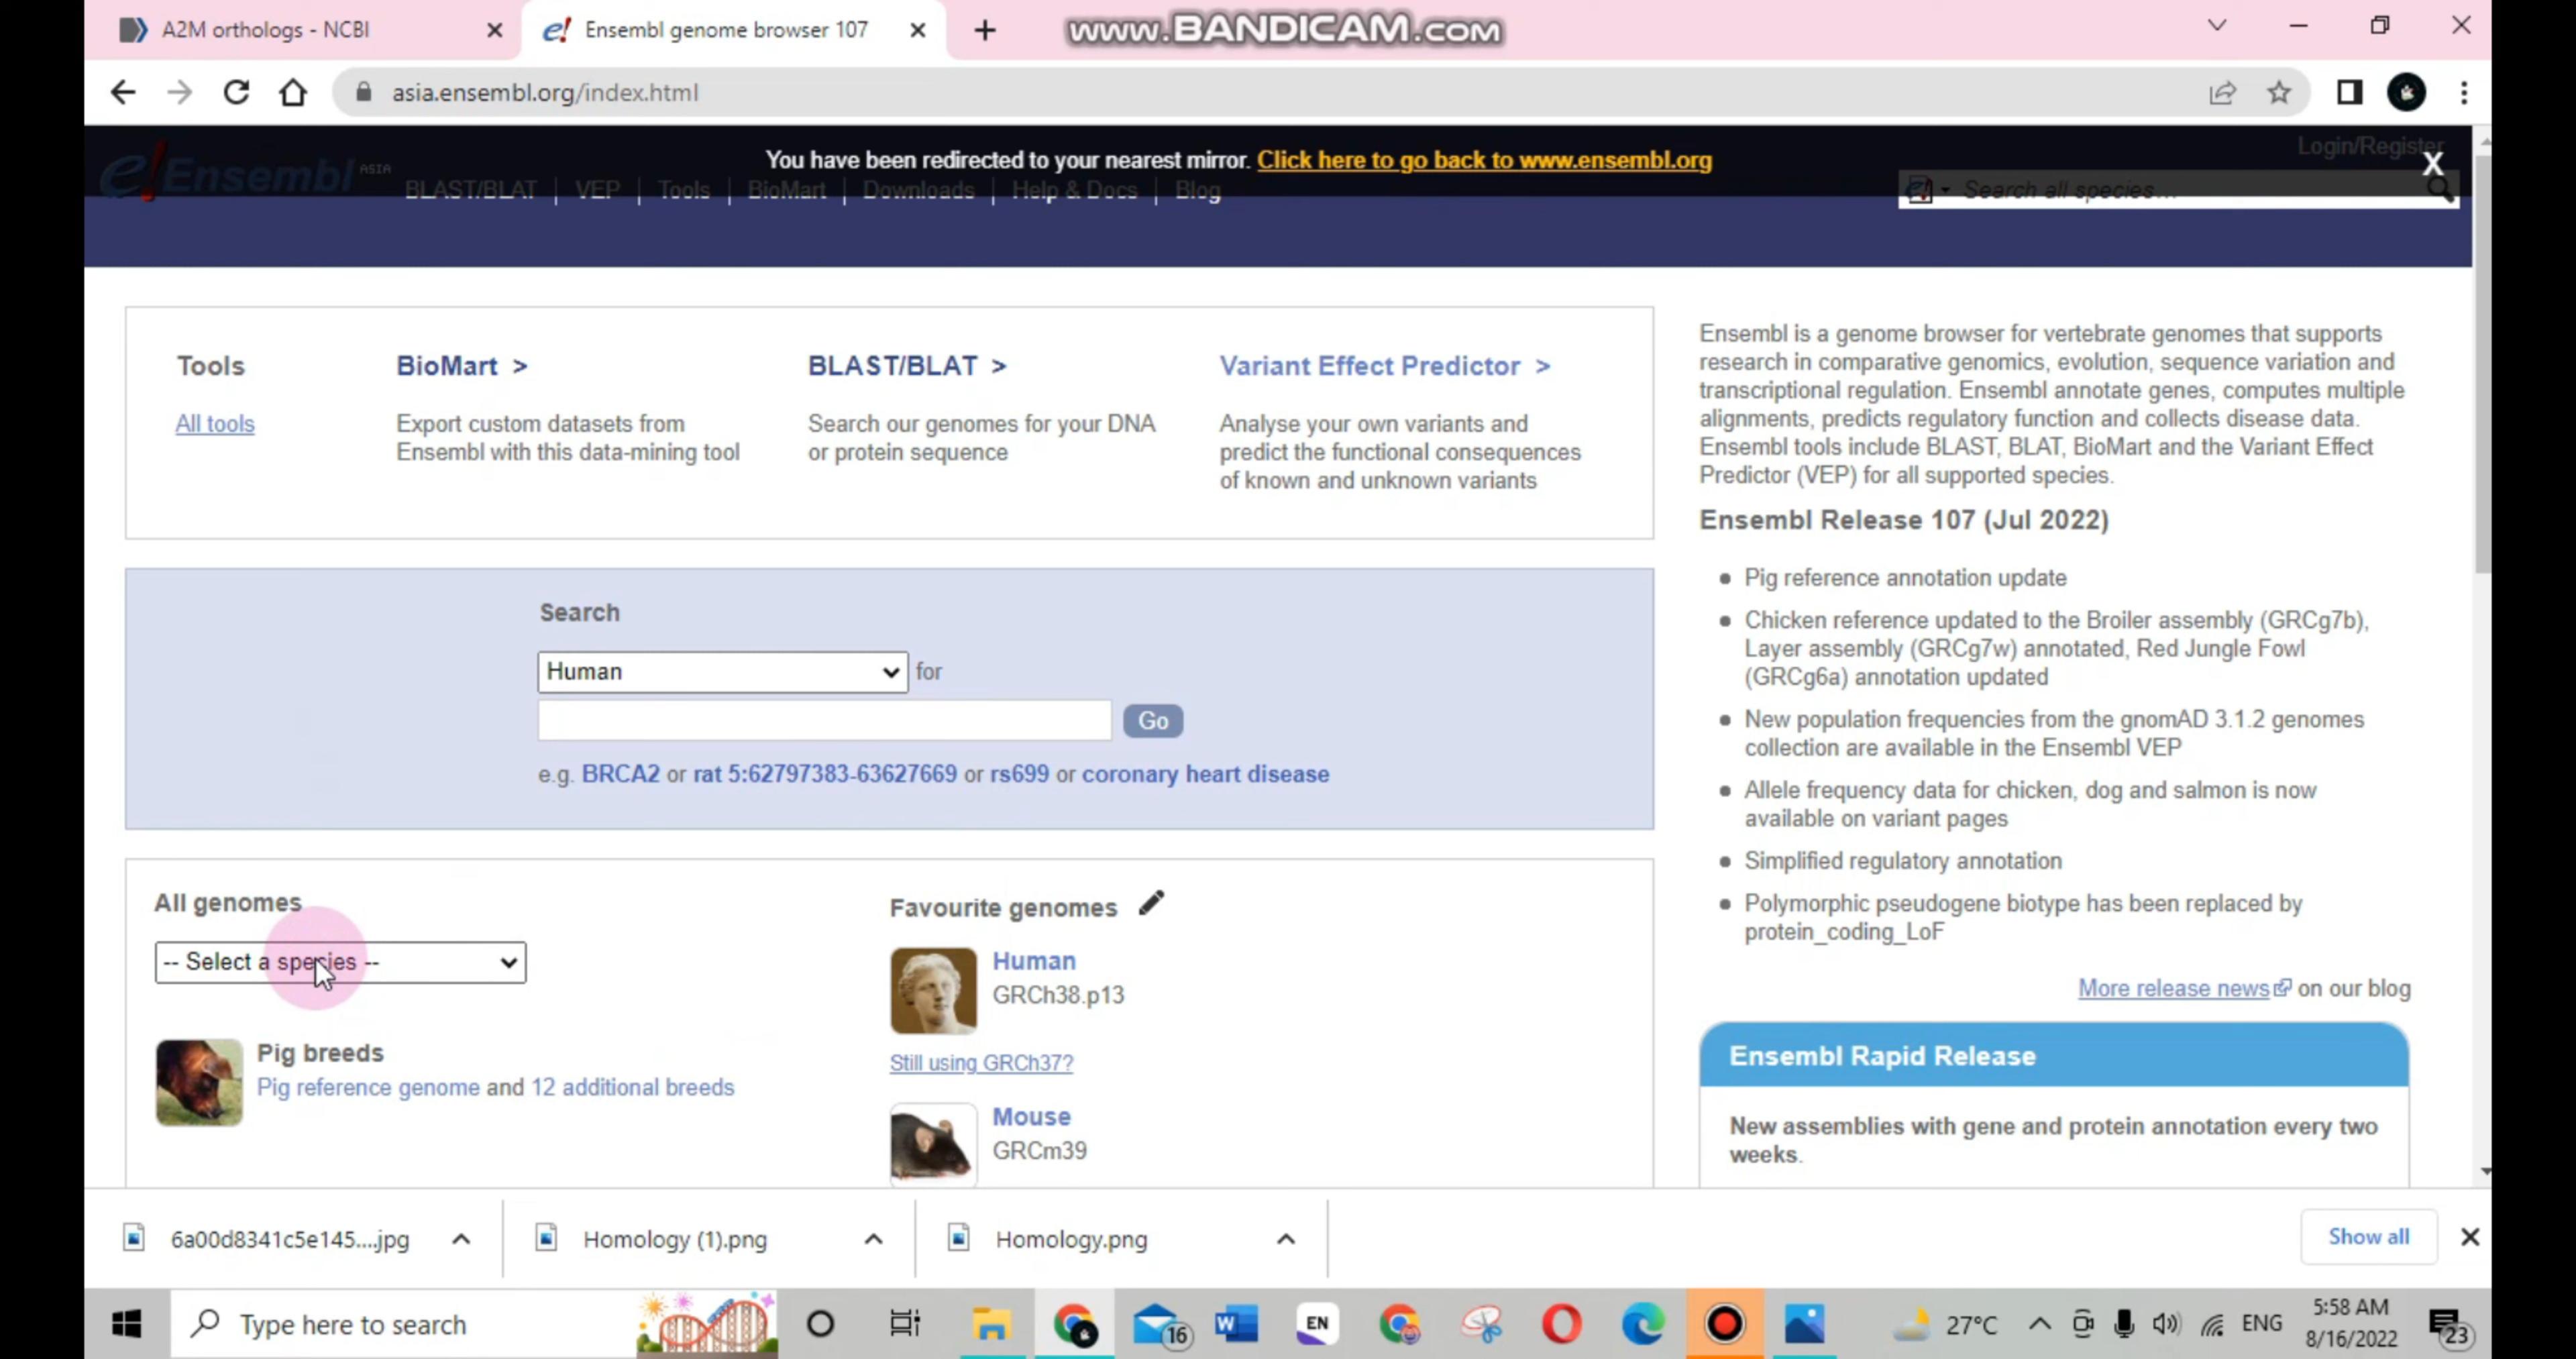 A2M orthologs - NCBI
Ensembl genome browser 107
www.BANDICAM.com
asia.ensembl.org/index.html
You have been redirected to your nearest mirror. Click here to go back to www.ensembl.org
Login/Register
X
e!Ensembl ASIA
BLAST/BLAT | VEP | Tools | BioMart | Downloads | Help & Docs | Blog
Search all species...
Tools
All tools
BioMart >
Export custom datasets from
Ensembl with this data-mining tool
BLAST/BLAT >
Search our genomes for your DNA
or protein sequence
Variant Effect Predictor >
Analyse your own variants and
predict the functional consequences
of known and unknown variants
Search
Human for
Go
e.g. BRCA2 or rat 5:62797383-63627669 or rs699 or coronary heart disease
All genomes
-- Select a species --
Pig breeds
Pig reference genome and 12 additional breeds
Favourite genomes
Human
GRCh38.p13
Still using GRCh37?
Mouse
GRCm39
Ensembl is a genome browser for vertebrate genomes that supports
research in comparative genomics, evolution, sequence variation and
transcriptional regulation. Ensembl annotate genes, computes multiple
alignments, predicts regulatory function and collects disease data.
Ensembl tools include BLAST, BLAT, BioMart and the Variant Effect
Predictor (VEP) for all supported species.
Ensembl Release 107 (Jul 2022)
Pig reference annotation update
Chicken reference updated to the Broiler assembly (GRCg7b),
Layer assembly (GRCg7w) annotated, Red Jungle Fowl
(GRCg6a) annotation updated
New population frequencies from the gnomAD 3.1.2 genomes
collection are available in the Ensembl VEP
Allele frequency data for chicken, dog and salmon is now
available on variant pages
Simplified regulatory annotation
Polymorphic pseudogene biotype has been replaced by
protein_coding_LoF
More release news on our blog
Ensembl Rapid Release
New assemblies with gene and protein annotation every two
weeks.
6a00d8341c5e145....jpg
Homology (1).png
Homology.png
Show all
Type here to search
16
EN
27°C
ENG
5:58 AM
8/16/2022
23